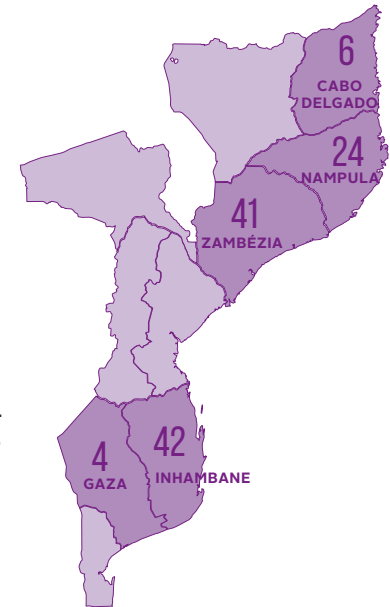 6
CABO
DELGADO
24
NAMPULA
41
ZAMBÉZIA
42
INHAMBANE
4
GAZA